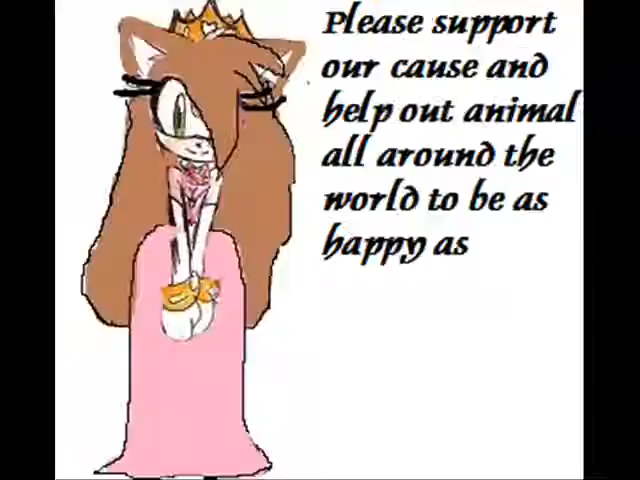 Please support
our cause and
help out animal
all around the
world to be as
happy as